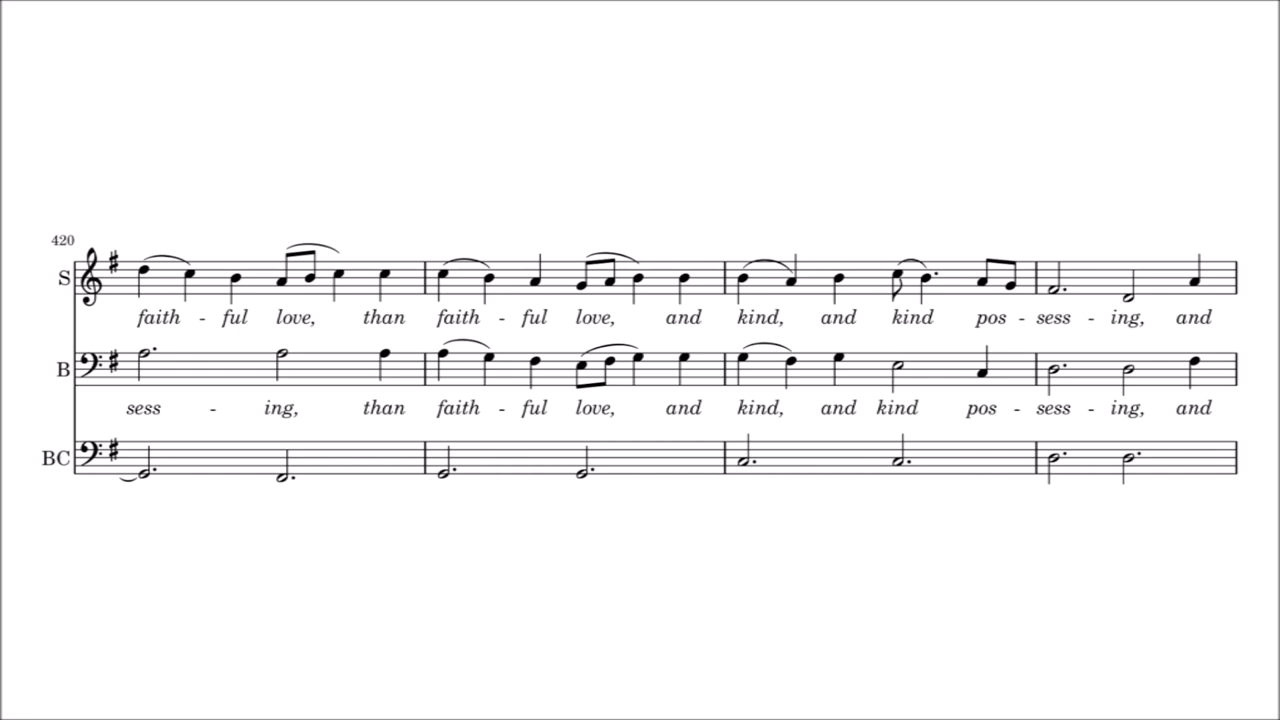 420
S
faith - ful love, than faith - ful love, and kind, and kind pos - sess - ing, and
B
sess - ing, than faith - ful love, and kind, and kind pos - sess - ing, and
BC